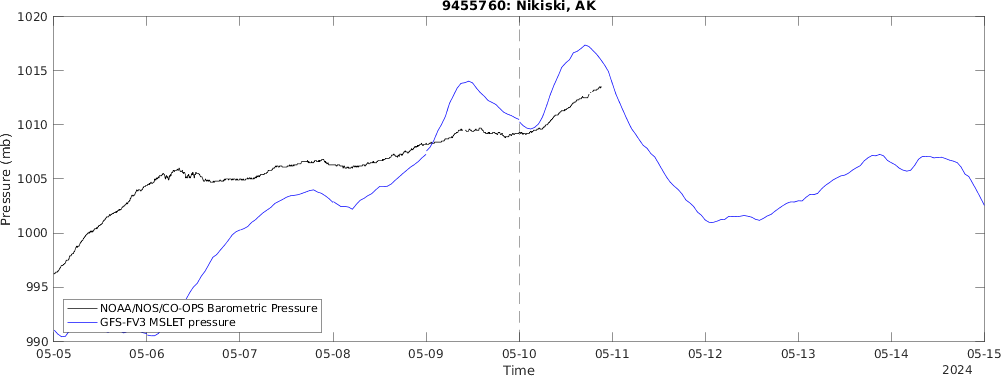 9455760: Nikiski, AK
1020
1015
1010
1005
1000
995
990
Pressure (mb)
NOAA/NOS/CO-OPS Barometric Pressure
GFS-FV3 MSLET pressure
05-05 05-06 05-07 05-08 05-09 05-10 05-11 05-12 05-13 05-14 05-15
Time
2024